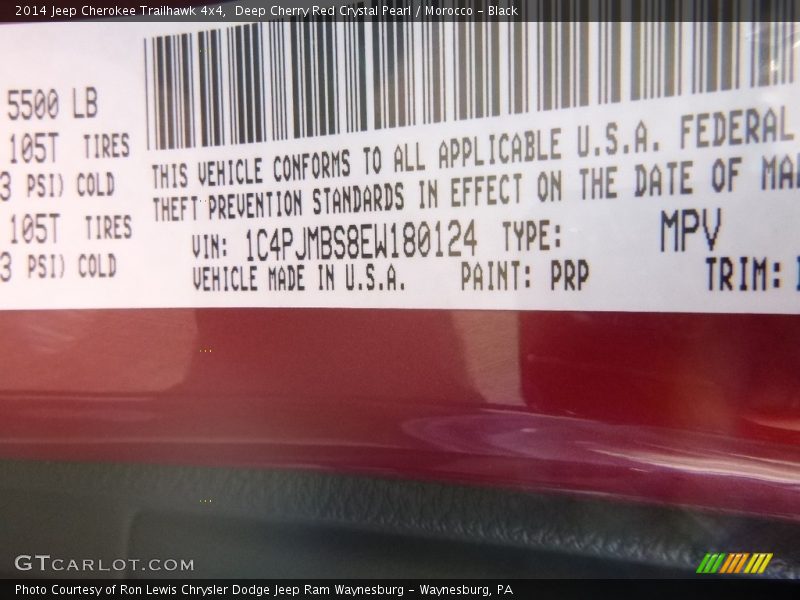 2014 Jeep Cherokee Trailhawk 4x4, Deep Cherry Red Crystal Pearl / Morocco - Black
5500 LB
105T TIRES
3 PSI) COLD
105T TIRES
3 PSI) COLD
THIS VEHICLE CONFORMS TO ALL APPLICABLE U.S.A. FEDERAL
THEFT PREVENTION STANDARDS IN EFFECT ON THE DATE OF MA
VIN: 1C4PJMBS8EW180124 TYPE: MPV
VEHICLE MADE IN U.S.A. PAINT: PRP TRIM:
GTCARLOT.COM
Photo Courtesy of Ron Lewis Chrysler Dodge Jeep Ram Waynesburg - Waynesburg, PA